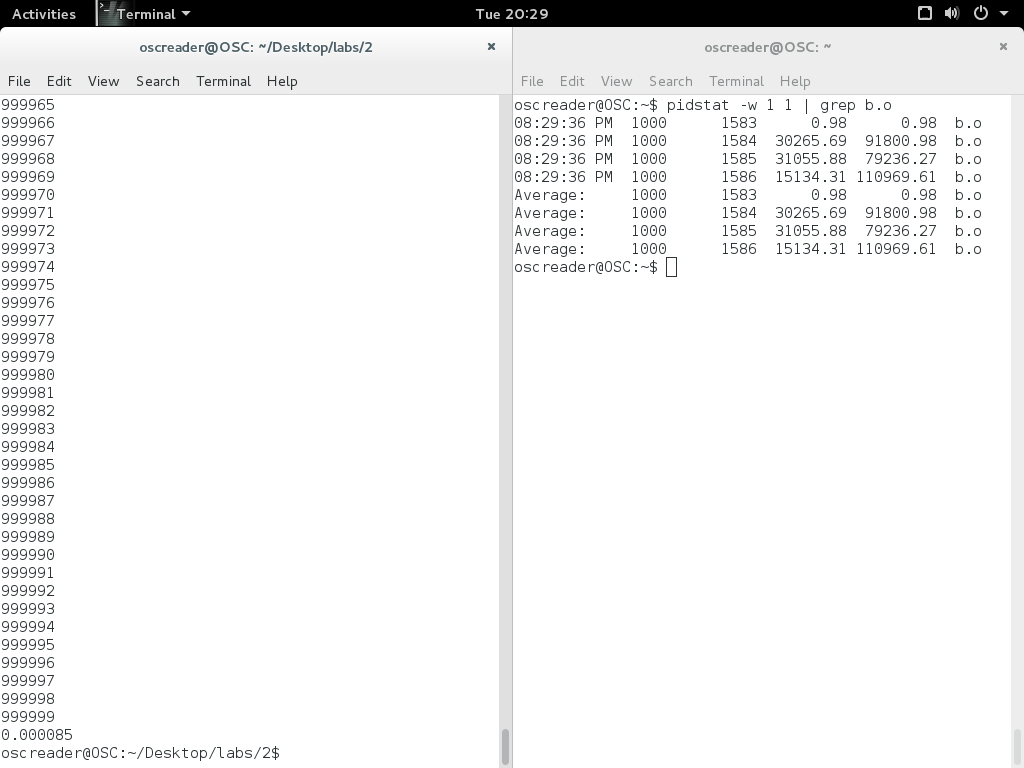 Activities Terminal Tue 20:29
oscreader@OSC: ~/Desktop/labs/2 ×
File Edit View Search Terminal Help
999965
999966
999967
999968
999969
999970
999971
999972
999973
999974
999975
999976
999977
999978
999979
999980
999981
999982
999983
999984
999985
999986
999987
999988
999989
999990
999991
999992
999993
999994
999995
999996
999997
999998
999999
0.000085
oscreader@OSC:~/Desktop/labs/2$
oscreader@OSC: ~ ×
File Edit View Search Terminal Help
oscreader@OSC:~$ pidstat -w 1 1 | grep b.o
08:29:36 PM  1000      1583      0.98      0.98  b.o
08:29:36 PM  1000      1584  30265.69  91800.98  b.o
08:29:36 PM  1000      1585  31055.88  79236.27  b.o
08:29:36 PM  1000      1586  15134.31 110969.61  b.o
Average:     1000      1583      0.98      0.98  b.o
Average:     1000      1584  30265.69  91800.98  b.o
Average:     1000      1585  31055.88  79236.27  b.o
Average:     1000      1586  15134.31 110969.61  b.o
oscreader@OSC:~$